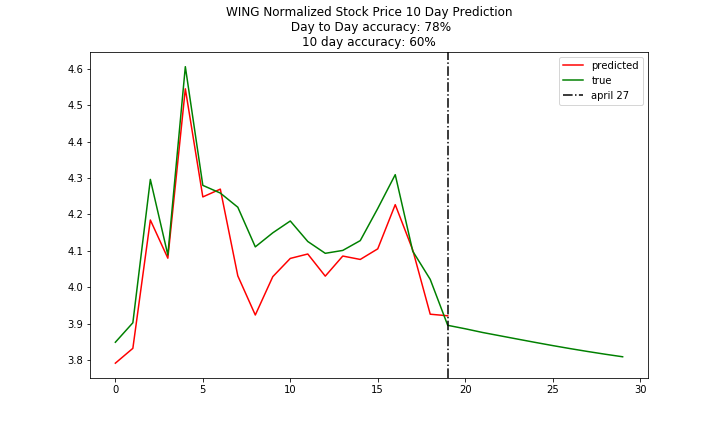 WING Normalized Stock Price 10 Day Prediction
Day to Day accuracy: 78%
10 day accuracy: 60%
predicted
true
april 27
4.6
4.5
4.4
4.3
4.2
4.1
4.0
3.9
3.8
0 5 10 15 20 25 30